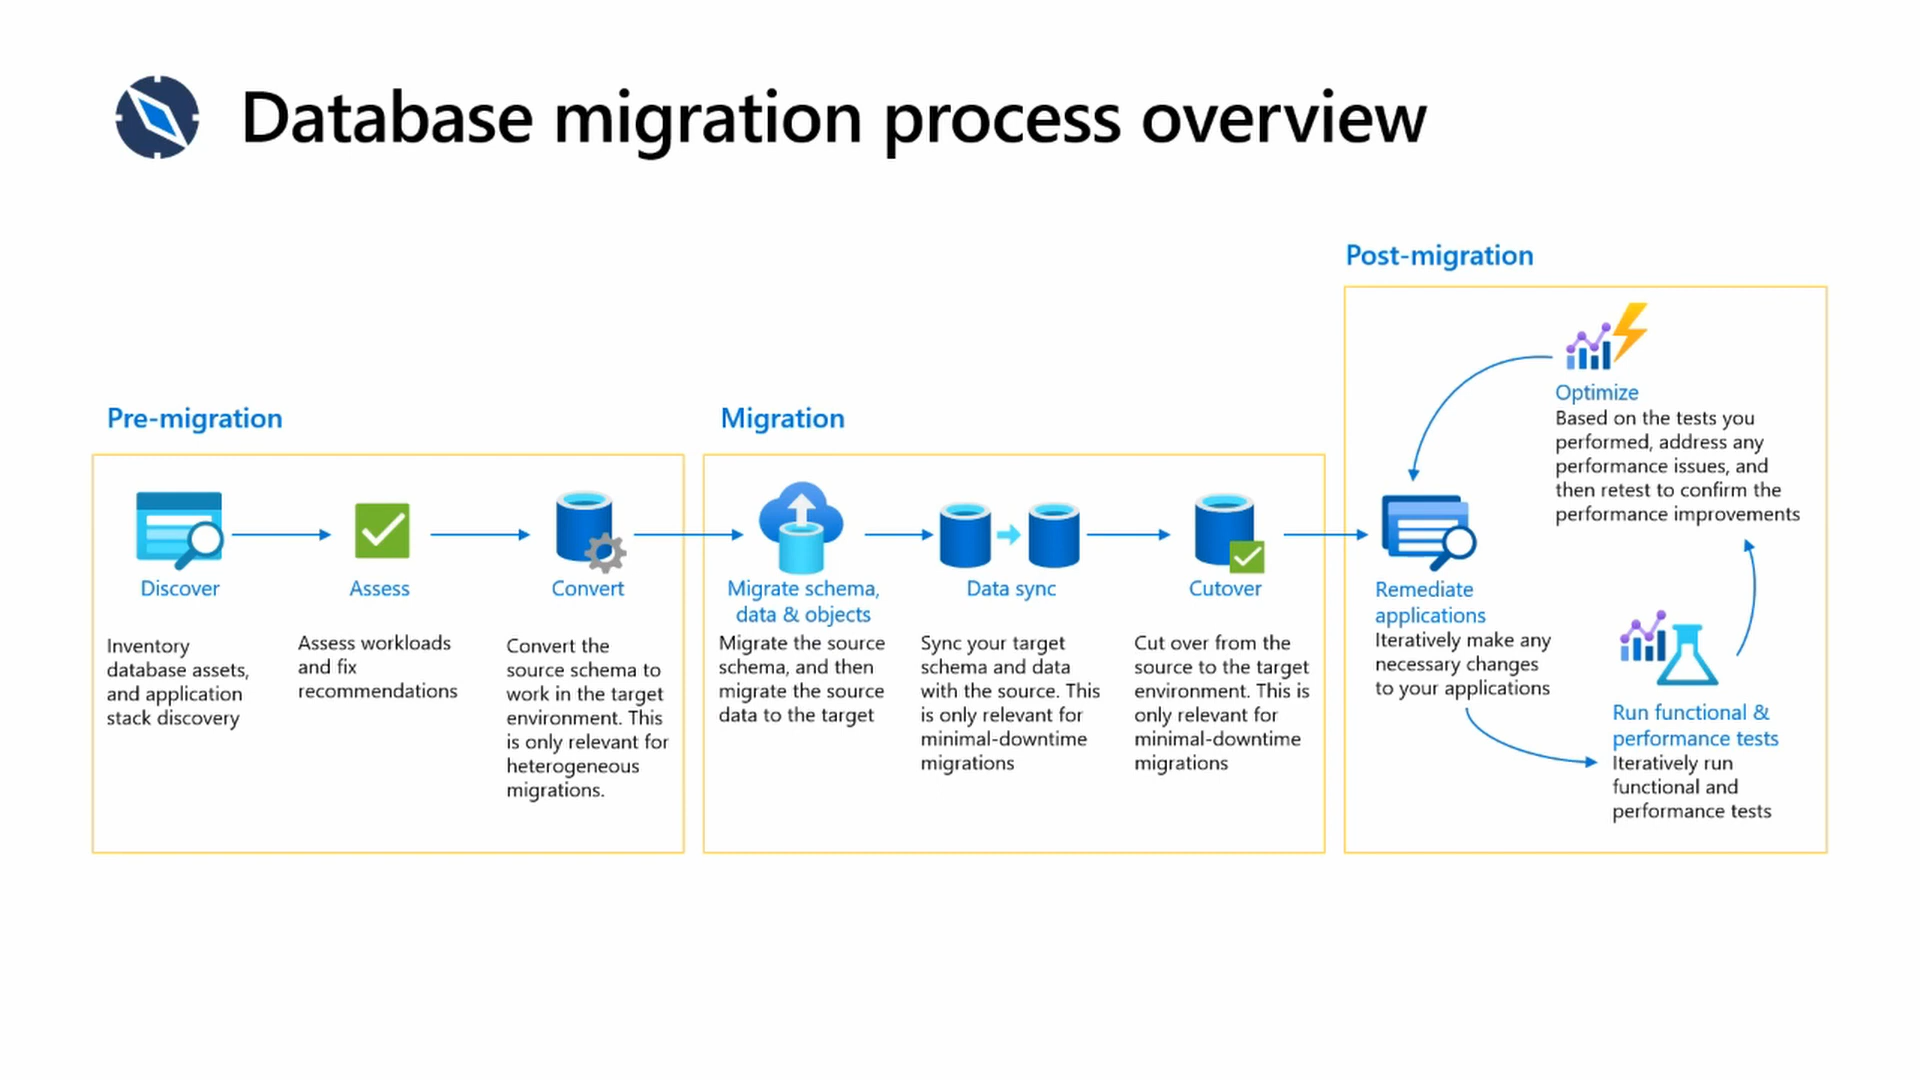 Database migration process overview
Pre-migration
Discover
Inventory
database assets,
and application
stack discovery
Assess
Assess workloads
and fix
recommendations
Convert
Convert the
source schema to
work in the target
environment. This
is only relevant for
heterogeneous
migrations.
Migration
Migrate schema,
data & objects
Migrate the source
schema, and then
migrate the source
data to the target
Data sync
Sync your target
schema and data
with the source. This
is only relevant for
minimal-downtime
migrations
Cutover
Cut over from the
source to the target
environment. This is
only relevant for
minimal-downtime
migrations
Post-migration
Remediate
applications
Iteratively make any
necessary changes
to your applications
Run functional &
performance tests
Iteratively run
functional and
performance tests
Optimize
Based on the tests you
performed, address any
performance issues, and
then retest to confirm the
performance improvements